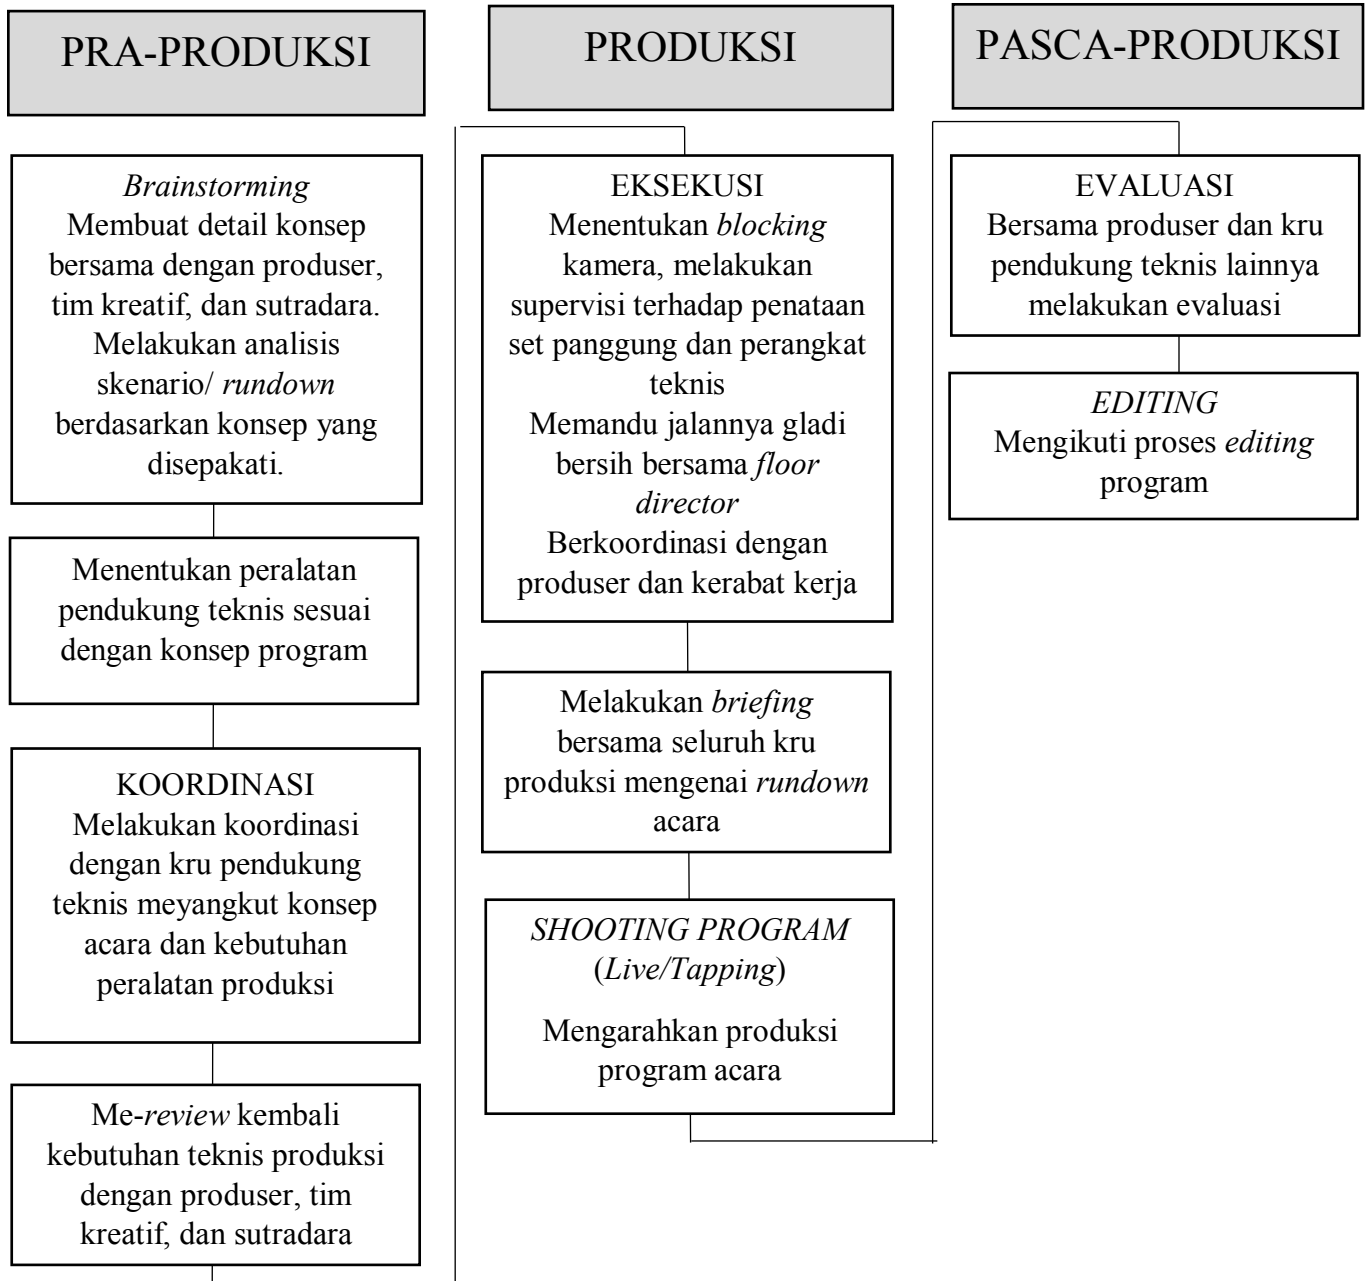 PRA-PRODUKSI
Brainstorming
Membuat detail konsep
bersama dengan produser,
tim kreatif, dan sutradara.
Melakukan analisis
skenario/ rundown
berdasarkan konsep yang
disepakati.
Menentukan peralatan
pendukung teknis sesuai
dengan konsep program
KOORDINASI
Melakukan koordinasi
dengan kru pendukung
teknis meyangkut konsep
acara dan kebutuhan
peralatan produksi
Me-review kembali
kebutuhan teknis produksi
dengan produser, tim
kreatif, dan sutradara
PRODUKSI
EKSEKUSI
Menentukan blocking
kamera, melakukan
supervisi terhadap penataan
set panggung dan perangkat
teknis
Memandu jalannya gladi
bersih bersama floor
director
Berkoordinasi dengan
produser dan kerabat kerja
Melakukan briefing
bersama seluruh kru
produksi mengenai rundown
acara
SHOOTING PROGRAM
(Live/Tapping)
Mengarahkan produksi
program acara
PASCA-PRODUKSI
EVALUASI
Bersama produser dan kru
pendukung teknis lainnya
melakukan evaluasi
EDITING
Mengikuti proses editing
program